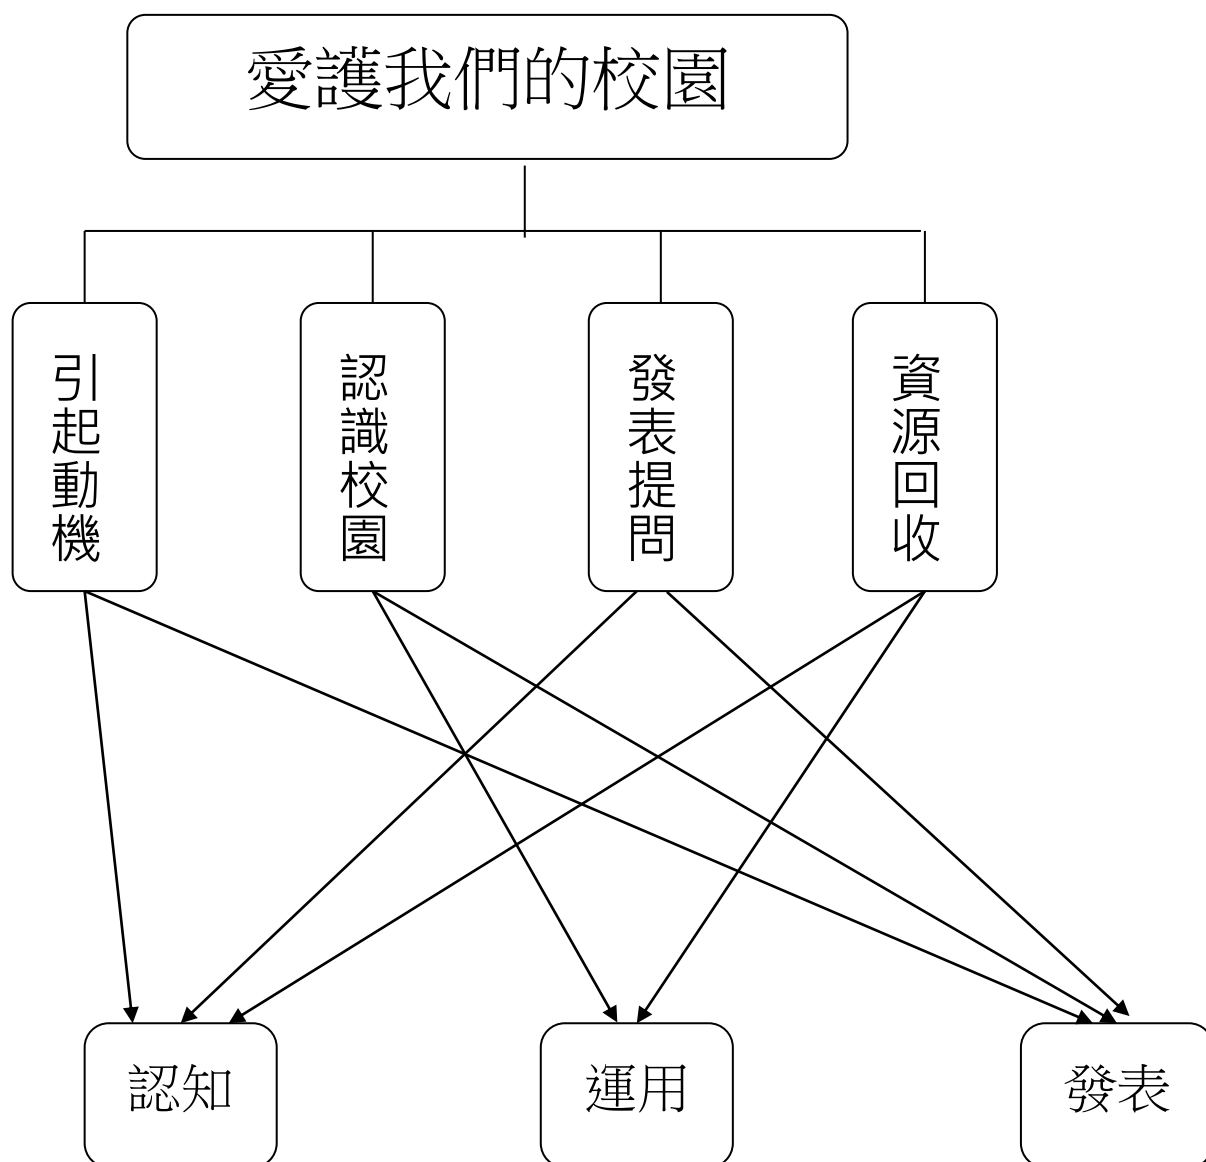 愛護我們的校園
引起動機
認識校園
發表提問
資源回收
認知
運用
發表